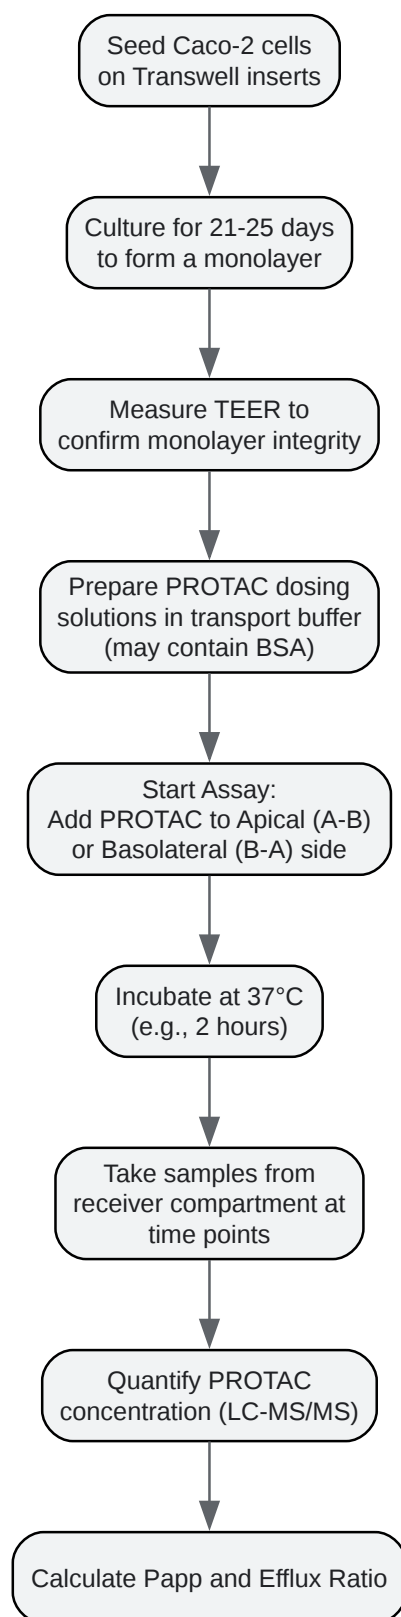 Seed Caco-2 cells
on Transwell inserts
Culture for 21-25 days
to form a monolayer
Measure TEER to
confirm monolayer integrity
Prepare PROTAC dosing
solutions in transport buffer
(may contain BSA)
Start Assay:
Add PROTAC to Apical (A-B)
or Basolateral (B-A) side
Incubate at 37°C
(e.g., 2 hours)
Take samples from
receiver compartment at
time points
Quantify PROTAC
concentration (LC-MS/MS)
Calculate Papp and Efflux Ratio